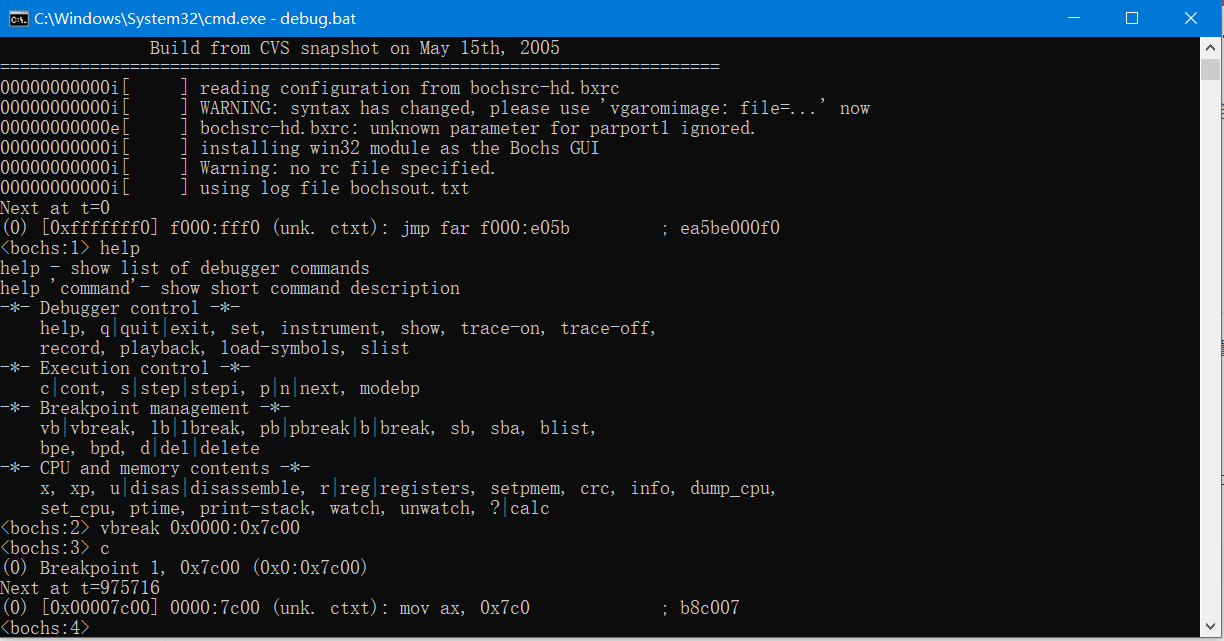 C:\Windows\System32\cmd.exe - debug.bat
Build from CVS snapshot on May 15th, 2005
========================================================================
00000000000i[     ] reading configuration from bochsrc-hd.bxrc
00000000000i[     ] WARNING: syntax has changed, please use 'vgaromimage: file=...' now
00000000000e[     ] bochsrc-hd.bxrc: unknown parameter for parport1 ignored.
00000000000i[     ] installing win32 module as the Bochs GUI
00000000000i[     ] Warning: no rc file specified.
00000000000i[     ] using log file bochsout.txt
Next at t=0
(0) [0xfffffff0] f000:fff0 (unk. ctxt): jmp far f000:e05b         ; ea5be000f0
<bochs:1> help
help - show list of debugger commands
help 'command'- show short command description
-*- Debugger control -*-
    help, q|quit|exit, set, instrument, show, trace-on, trace-off,
    record, playback, load-symbols, slist
-*- Execution control -*-
    c|cont, s|step|stepi, p|n|next, modebp
-*- Breakpoint management -*-
    vb|vbreak, lb|lbreak, pb|pbreak|b|break, sb, sba, blist,
    bpe, bpd, d|del|delete
-*- CPU and memory contents -*-
    x, xp, u|disas|disassemble, r|reg|registers, setpmem, crc, info, dump_cpu,
    set_cpu, ptime, print-stack, watch, unwatch, ?|calc
<bochs:2> vbreak 0x0000:0x7c00
<bochs:3> c
(0) Breakpoint 1, 0x7c00 (0x0:0x7c00)
Next at t=975716
(0) [0x00007c00] 0000:7c00 (unk. ctxt): mov ax, 0x7c0             ; b8c007
<bochs:4>